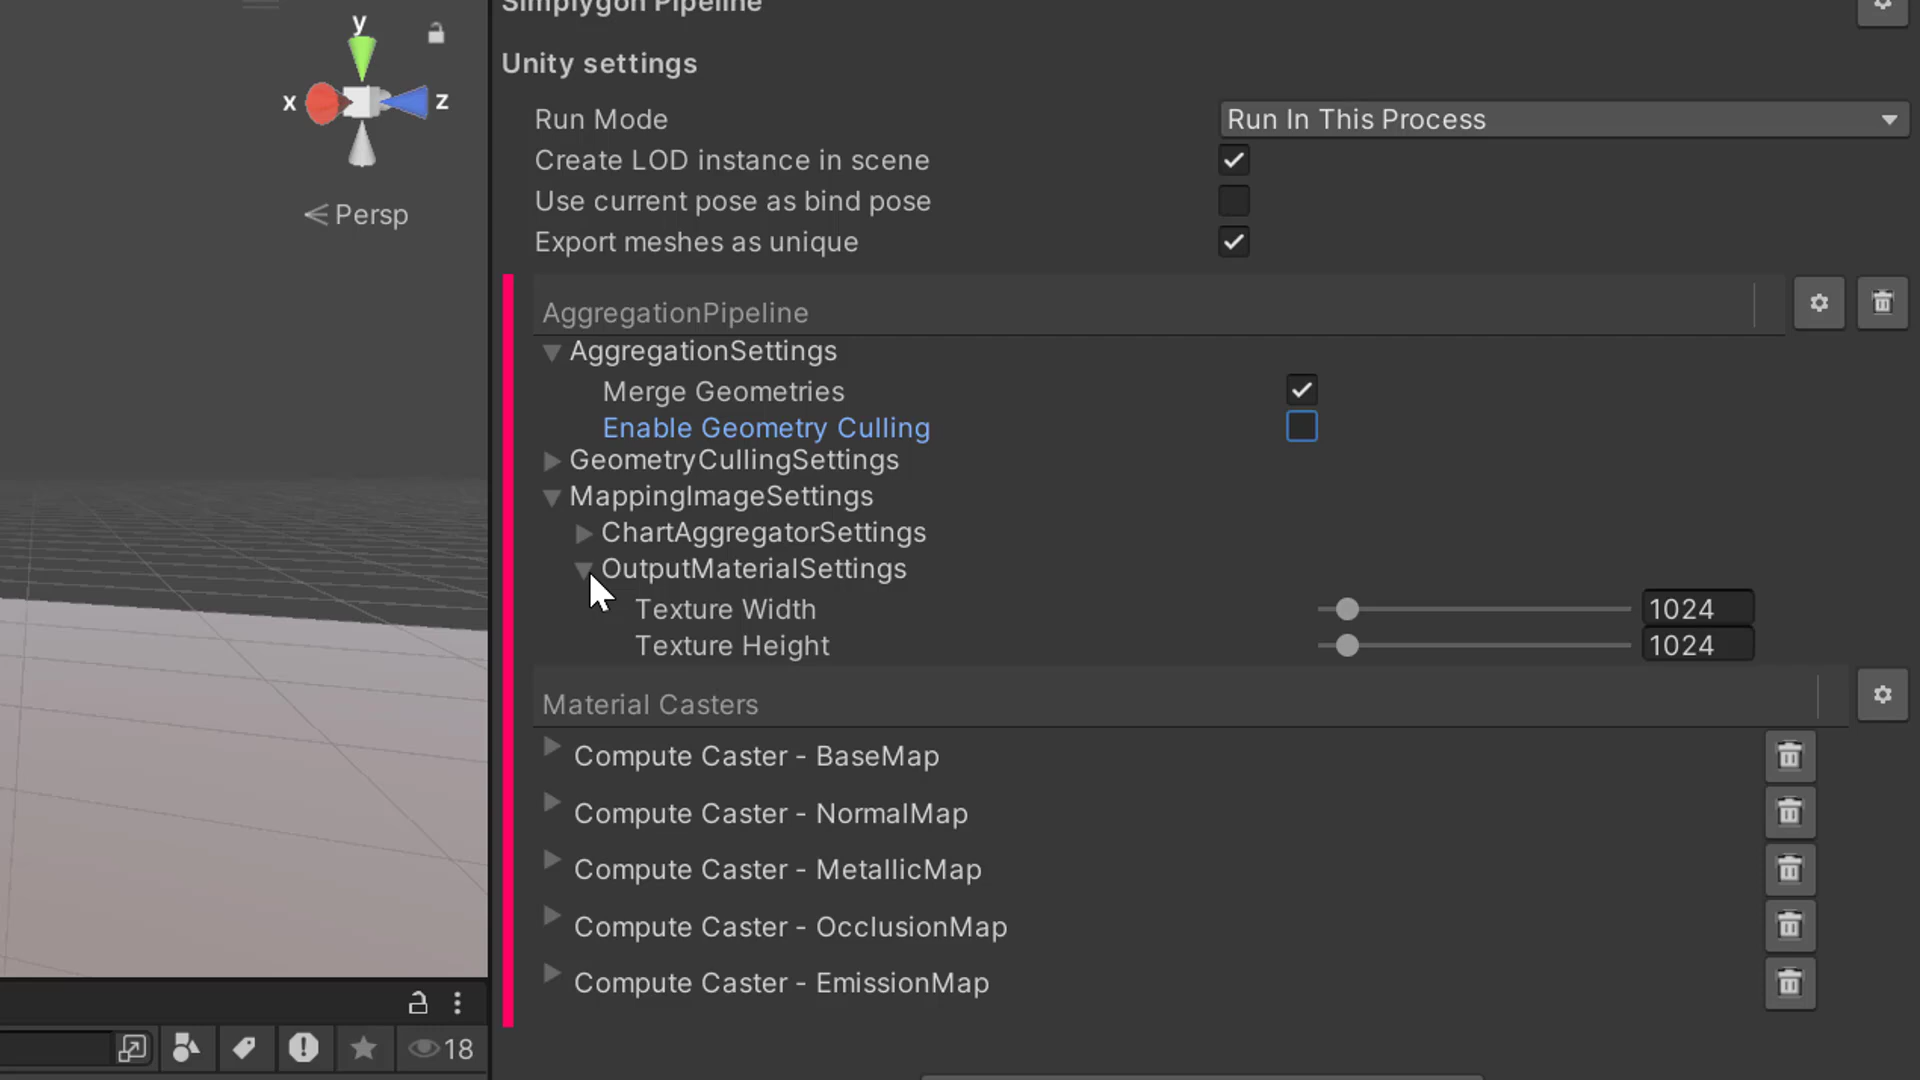 Simplygon Pipeline
Unity settings
y
x
z
Persp
Run Mode
Run In This Process
Create LOD instance in scene
Use current pose as bind pose
Export meshes as unique
AggregationPipeline
AggregationSettings
Merge Geometries
Enable Geometry Culling
GeometryCullingSettings
MappingImageSettings
ChartAggregatorSettings
OutputMaterialSettings
Texture Width
1024
Texture Height
1024
Material Casters
Compute Caster - BaseMap
Compute Caster - NormalMap
Compute Caster - MetallicMap
Compute Caster - OcclusionMap
Compute Caster - EmissionMap
18